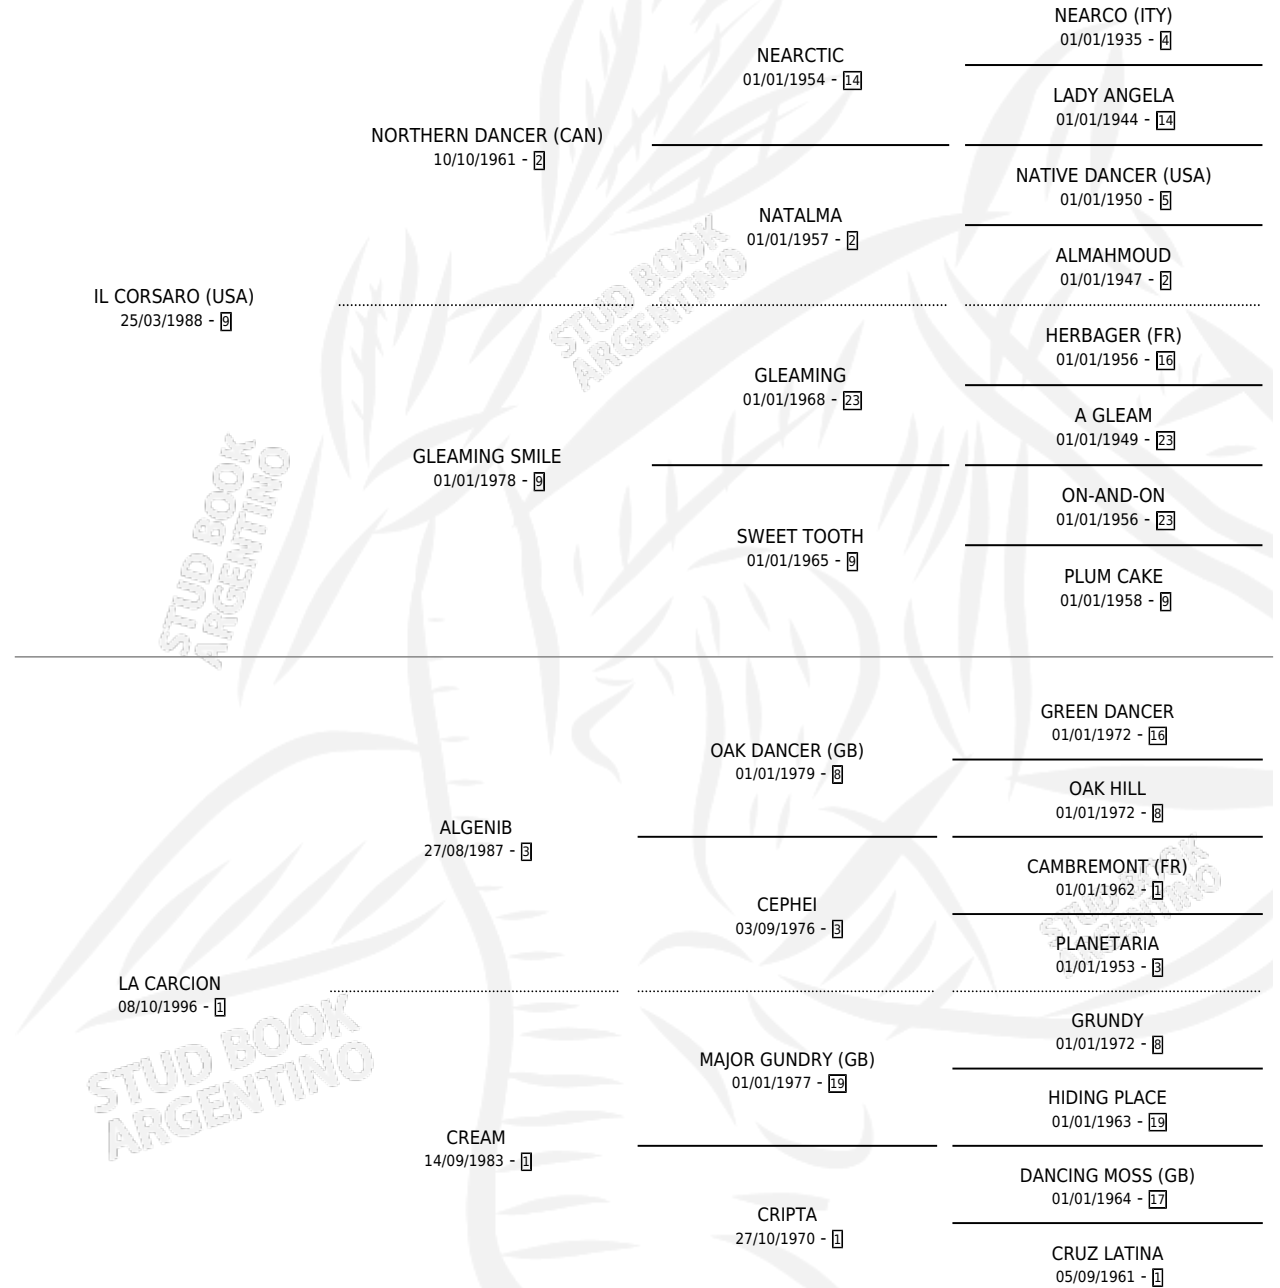 NEARCO (ITY)
01/01/1935 - 4
NEARCTIC
01/01/1954 - 14
LADY ANGELA
01/01/1944 - 14
NORTHERN DANCER (CAN)
10/10/1961 - 2
NATIVE DANCER (USA)
01/01/1950 - 5
NATALMA
01/01/1957 - 2
ALMAHMOUD
01/01/1947 - 2
IL CORSARO (USA)
25/03/1988 - 9
HERBAGER (FR)
01/01/1956 - 16
GLEAMING
01/01/1968 - 23
A GLEAM
01/01/1949 - 23
GLEAMING SMILE
01/01/1978 - 9
ON-AND-ON
01/01/1956 - 23
SWEET TOOTH
01/01/1965 - 9
PLUM CAKE
01/01/1958 - 9
STUD BOOK
ARGENTINO
STUD BOOK
ARGENTINO
GREEN DANCER
01/01/1972 - 16
OAK DANCER (GB)
01/01/1979 - 8
OAK HILL
01/01/1972 - 8
ALGENIB
27/08/1987 - 3
CAMBREMONT (FR)
01/01/1962 - 1
CEPHEI
03/09/1976 - 3
PLANETARIA
01/01/1953 - 3
STUD BOOK
ARGENTINO
LA CARCION
08/10/1996 - 1
GRUNDY
01/01/1972 - 8
MAJOR GUNDRY (GB)
01/01/1977 - 19
HIDING PLACE
01/01/1963 - 19
CREAM
14/09/1983 - 1
DANCING MOSS (GB)
01/01/1964 - 17
CRIPTA
27/10/1970 - 1
CRUZ LATINA
05/09/1961 - 1
STUD BOOK
ARGENTINO